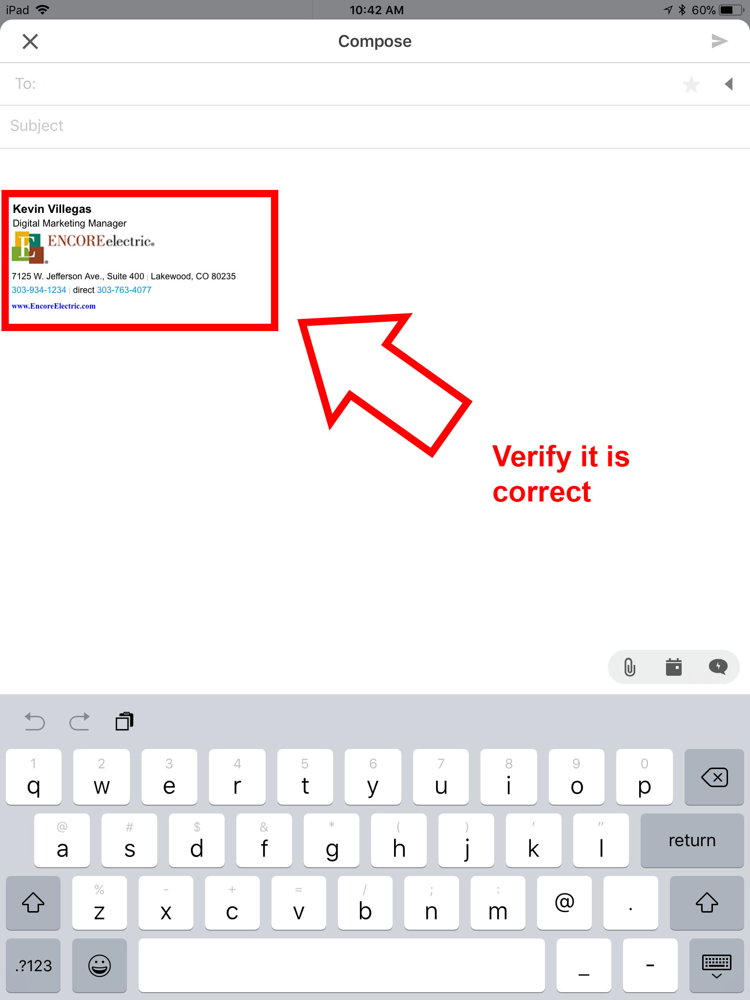 iPad 10:42 AM 60%
Compose
To:
Subject
Kevin Villegas
Digital Marketing Manager
E ENCOREelectric®
®
7125 W. Jefferson Ave., Suite 400 | Lakewood, CO 80235
303-934-1234 | direct 303-763-4077
www.EncoreElectric.com
Verify it is
correct
1 2 3 4 5 6 7 8 9 0
q w e r t y u i o p
@ # $ & * ( ) ' "
a s d f g h j k l return
% - + = / ; :
z x c v b n m @ .
.?123 _ -